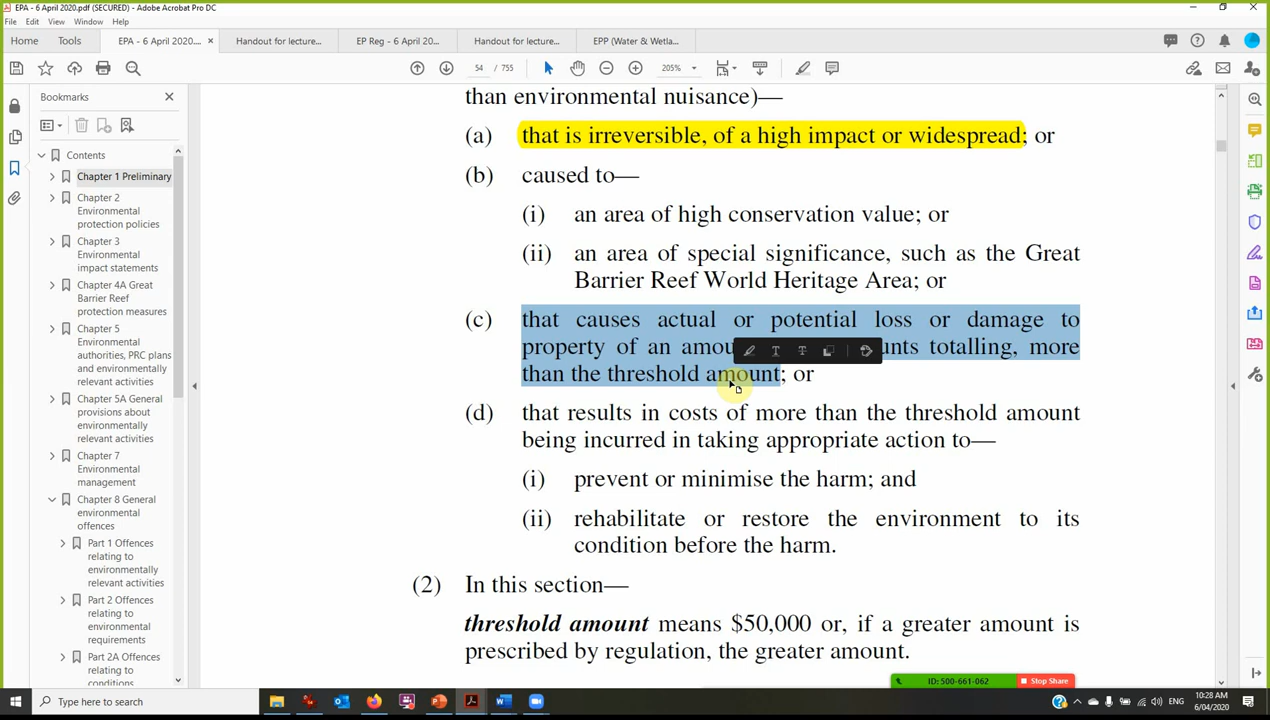 EPA - 6 April 2020.pdf (SECURED) - Adobe Acrobat Pro DC
File Edit View Window Help
Home Tools EPA - 6 April 2020.... × Handout for lecture... EP Reg - 6 April 20... Handout for lecture... EPP (Water & Wetla...
54 / 755 205%
Bookmarks
Contents
Chapter 1 Preliminary
Chapter 2
Environmental
protection policies
Chapter 3
Environmental
impact statements
Chapter 4A Great
Barrier Reef
protection measures
Chapter 5
Environmental
authorities, PRC plans
and environmentally
relevant activities
Chapter 5A General
provisions about
environmentally
relevant activities
Chapter 7
Environmental
management
Chapter 8 General
environmental
offences
Part 1 Offences
relating to
environmentally
relevant activities
Part 2 Offences
relating to
environmental
requirements
Part 2A Offences
relating to
conditions
than environmental nuisance)—
(a) that is irreversible, of a high impact or widespread; or
(b) caused to—
(i) an area of high conservation value; or
(ii) an area of special significance, such as the Great
Barrier Reef World Heritage Area; or
(c) that causes actual or potential loss or damage to
property of an totalling, more
than the threshold amount; or
(d) that results in costs of more than the threshold amount
being incurred in taking appropriate action to—
(i) prevent or minimise the harm; and
(ii) rehabilitate or restore the environment to its
condition before the harm.
(2) In this section—
threshold amount means $50,000 or, if a greater amount is
prescribed by regulation, the greater amount.
ID: 500-661-062 Stop Share
Type here to search
ENG
10:28 AM
6/04/2020